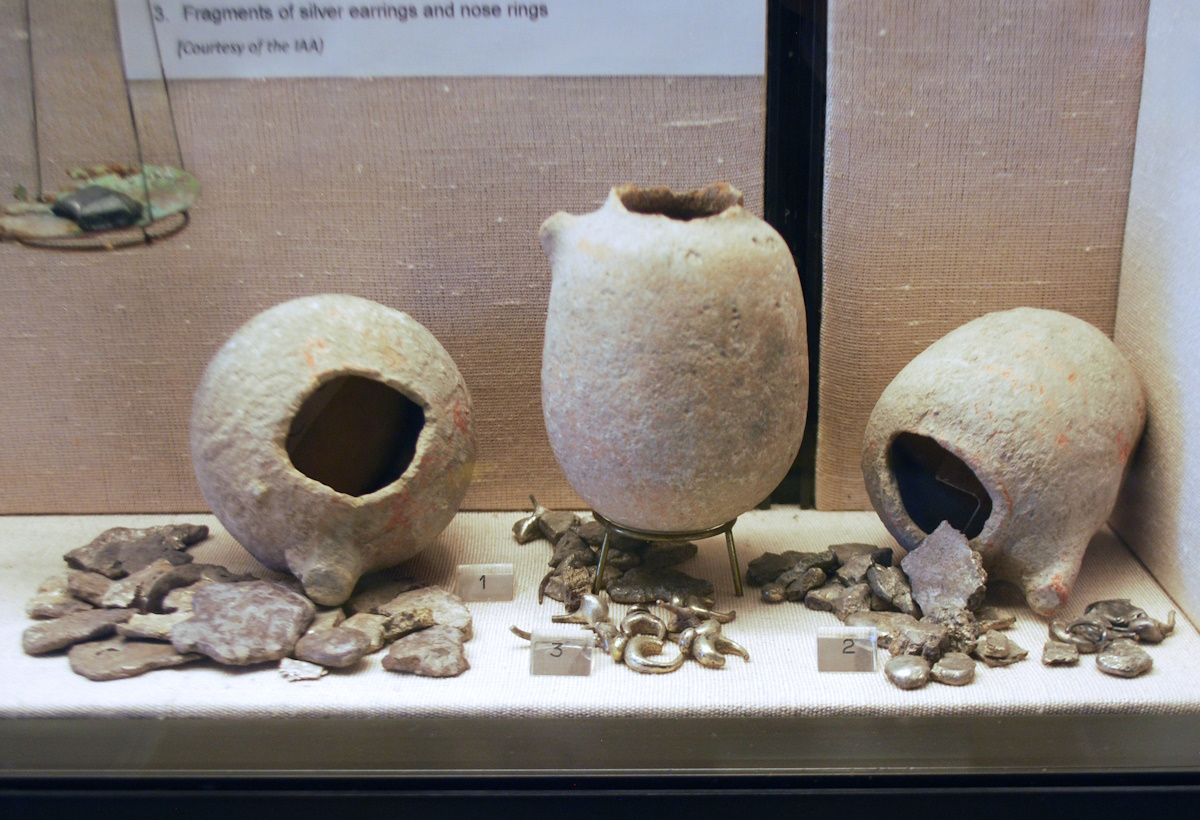 3. Fragments of silver earrings and nose rings
(Courtesy of the IAA)
1
3
2